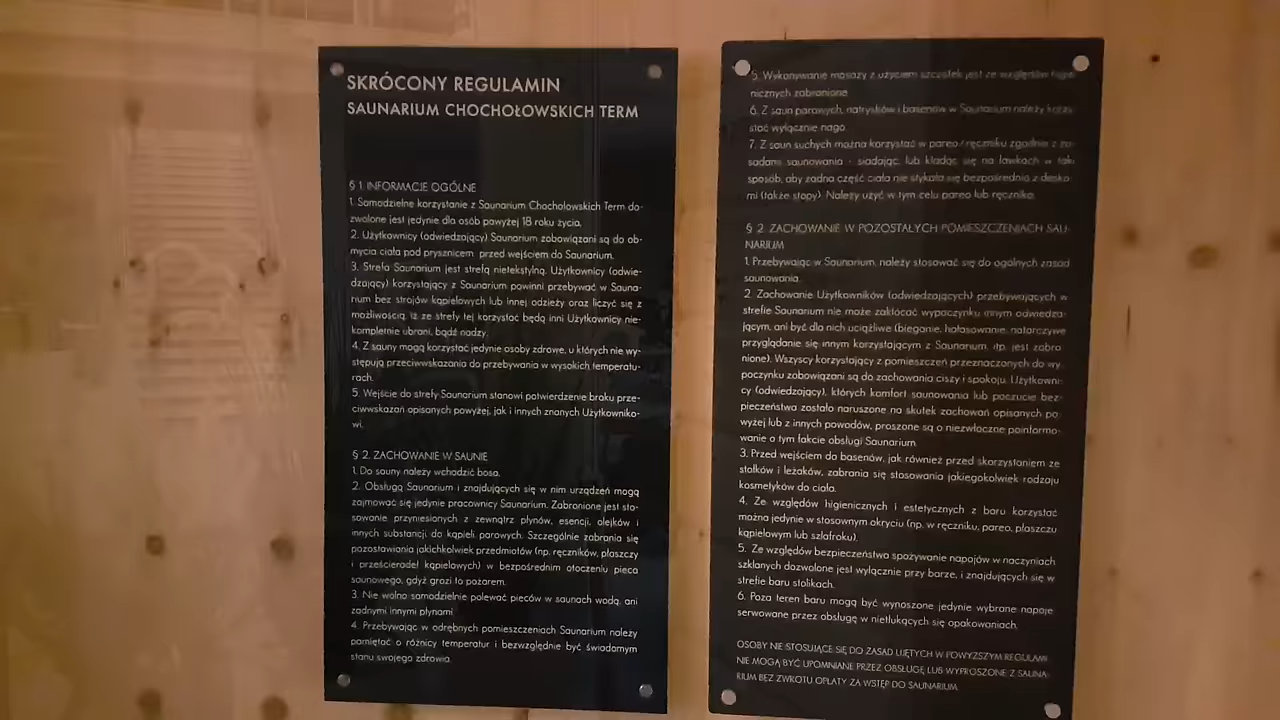 SKRÓCONY REGULAMIN
SAUNARIUM CHOCHOŁOWSKICH TERM
§ 1 INFORMACJE OGÓLNE
1. Samodzielne korzystanie z Saunarium Chochołowskich Term do-
zwolone jest jedynie dla osób powyżej 18 roku życia.
2. Użytkownicy (odwiedzający) Saunarium zobowiązani są do ob-
mycia ciała pod prysznicem przed wejściem do Saunarium.
3. Strefa Saunarium jest strefą nietekstylną. Użytkownicy (odwie-
dzający) korzystający z Saunarium powinni przebywać w Sauna-
rium bez strojów kąpielowych lub innej odzieży oraz liczyć się z
możliwością, iż ze strefy tej korzystać będą inni Użytkownicy nie-
kompletnie ubrani, bądź nadzy.
4. Z sauny mogą korzystać jedynie osoby zdrowe, u których nie wy-
stępują przeciwwskazania do przebywania w wysokich temperatu-
rach.
5. Wejście do strefy Saunarium stanowi potwierdzenie braku prze-
ciwwskazań opisanych powyżej, jak i innych znanych Użytkowniko-
wi.
§ 2. ZACHOWANIE W SAUNIE
1. Do sauny należy wchodzić boso.
2. Obsługą Saunarium i znajdujących się w nim urządzeń mogą
zajmować się jedynie pracownicy Saunarium. Zabronione jest sto-
sowanie przyniesionych z zewnątrz płynów, esencji, olejków i
innych substancji do kąpieli parowych. Szczególnie zabrania się
pozostawiania jakichkolwiek przedmiotów (np. ręczników, płaszczy
i prześcieradeł kąpielowych) w bezpośrednim otoczeniu pieca
saunowego, gdyż grozi to pożarem.
3. Nie wolno samodzielnie polewać pieców w saunach wodą, ani
żadnymi innymi płynami.
4. Przebywając w odrębnych pomieszczeniach Saunarium należy
pamiętać o różnicy temperatur i bezwzględnie być świadomym
stanu swojego zdrowia.
5. Wykonywanie masaży z użyciem szczotek jest ze względów higie-
nicznych zabronione.
6. Z saun parowych, natrysków i basenów w Saunarium należy korzy-
stać wyłącznie nago.
7. Z saun suchych można korzystać w pareo / ręczniku zgodnie z za-
sadami saunowania - siadając, lub kładąc się na ławkach w taki
sposób, aby żadna część ciała nie stykała się bezpośrednio z deska-
mi (także stopy). Należy użyć w tym celu pareo lub ręcznika.
§ 2. ZACHOWANIE W POZOSTAŁYCH POMIESZCZENIACH SAU-
NARIUM
1. Przebywając w Saunarium, należy stosować się do ogólnych zasad
saunowania.
2. Zachowanie Użytkowników (odwiedzających) przebywających w
strefie Saunarium nie może zakłócać wypoczynku innym odwiedza-
jącym, ani być dla nich uciążliwe (bieganie, hałasowanie, natarczywe
przyglądanie się innym korzystającym z Saunarium, itp. jest zabro
nione). Wszyscy korzystający z pomieszczeń przeznaczonych do wy-
poczynku zobowiązani są do zachowania ciszy i spokoju. Użytkowni-
cy (odwiedzający), których komfort saunowania lub poczucie bez-
pieczeństwa zostało naruszone na skutek zachowań opisanych po-
wyżej lub z innych powodów, proszone są o niezwłoczne poinformo-
wanie o tym fakcie obsługi Saunarium.
3. Przed wejściem do basenów, jak również przed skorzystaniem ze
stołków i leżaków, zabrania się stosowania jakiegokolwiek rodzaju
kosmetyków do ciała.
4. Ze względów higienicznych i estetycznych z baru korzystać
można jedynie w stosownym okryciu (np. w ręczniku, pareo, płaszczu
kąpielowym lub szlafroku).
5. Ze względów bezpieczeństwa spożywanie napojów w naczyniach
szklanych dozwolone jest wyłącznie przy barze, i znajdujących się w
strefie baru stolikach.
6. Poza teren baru mogą być wynoszone jedynie wybrane napoje
serwowane przez obsługę w nietłukących się opakowaniach.
OSOBY NIE STOSUJĄCE SIĘ DO ZASAD UJĘTYCH W POWYŻSZYM REGULAMI
NIE MOGĄ BYĆ UPOMNIANE PRZEZ OBSŁUGĘ LUB WYPROSZONE Z SAUNA-
RIUM BEZ ZWROTU OPŁATY ZA WSTĘP DO SAUNARIUM.